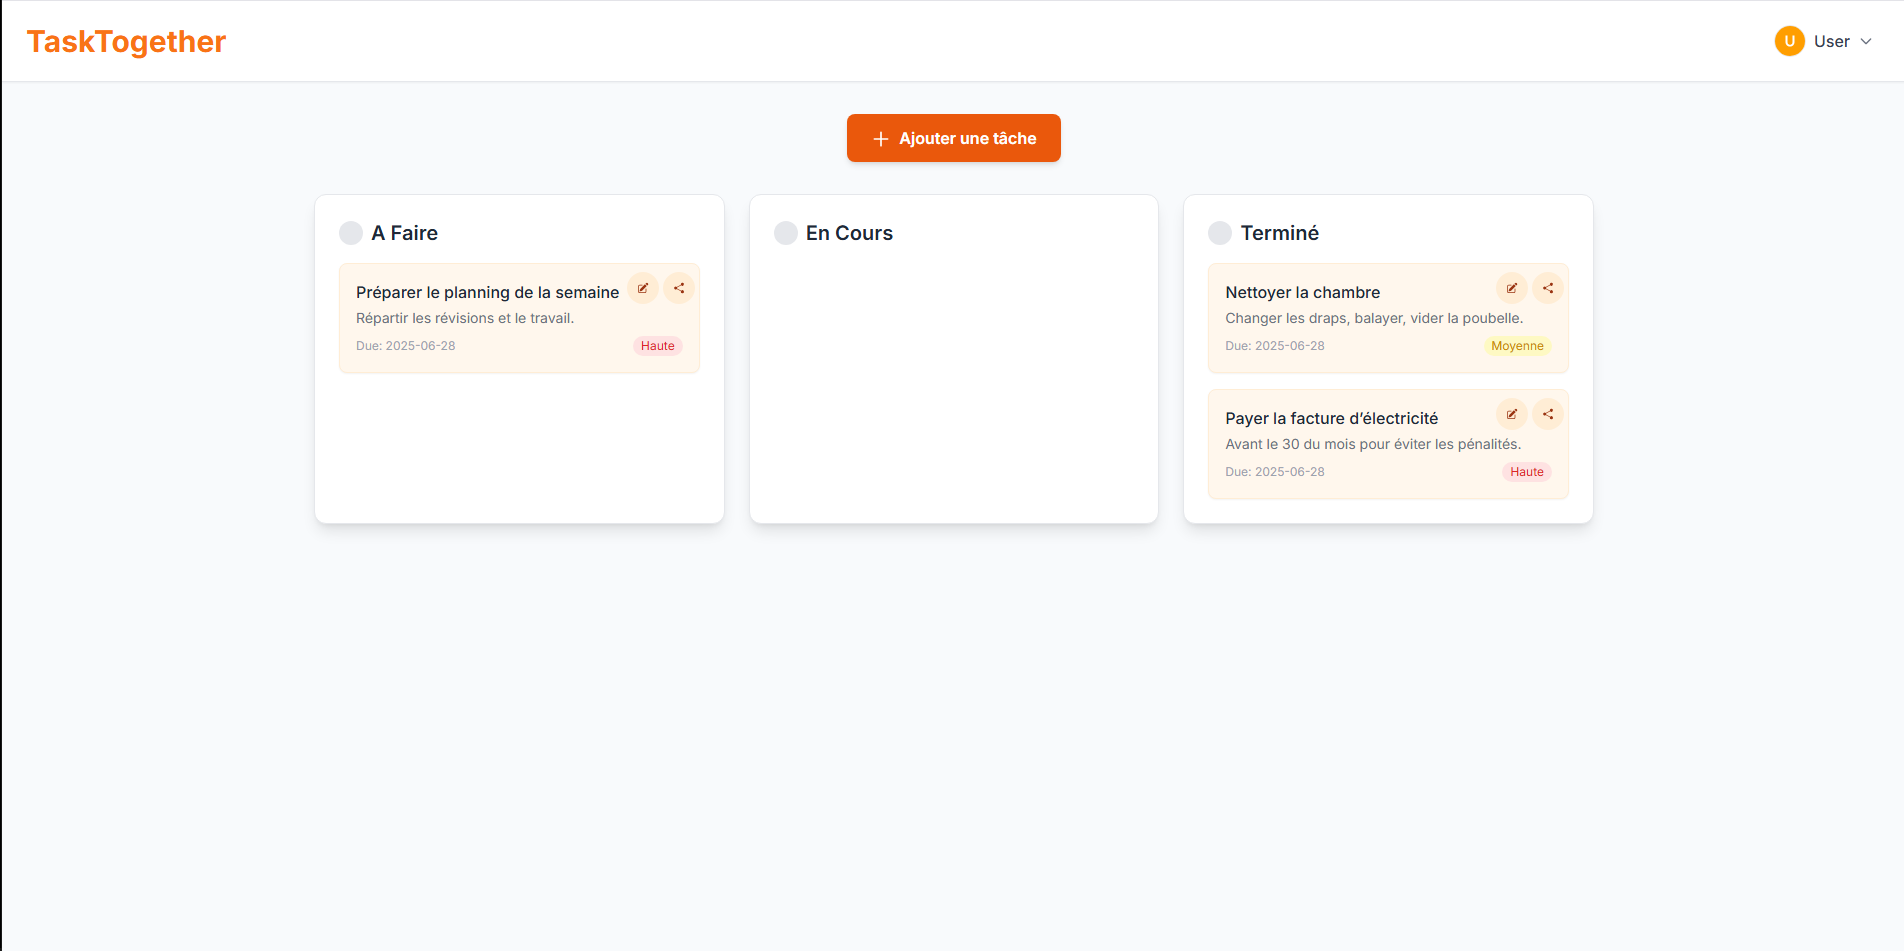 TaskTogether
U User
Ajouter une tâche
A Faire
Préparer le planning de la semaine
Répartir les révisions et le travail.
Due: 2025-06-28 Haute
En Cours
Terminé
Nettoyer la chambre
Changer les draps, balayer, vider la poubelle.
Due: 2025-06-28 Moyenne
Payer la facture d’électricité
Avant le 30 du mois pour éviter les pénalités.
Due: 2025-06-28 Haute